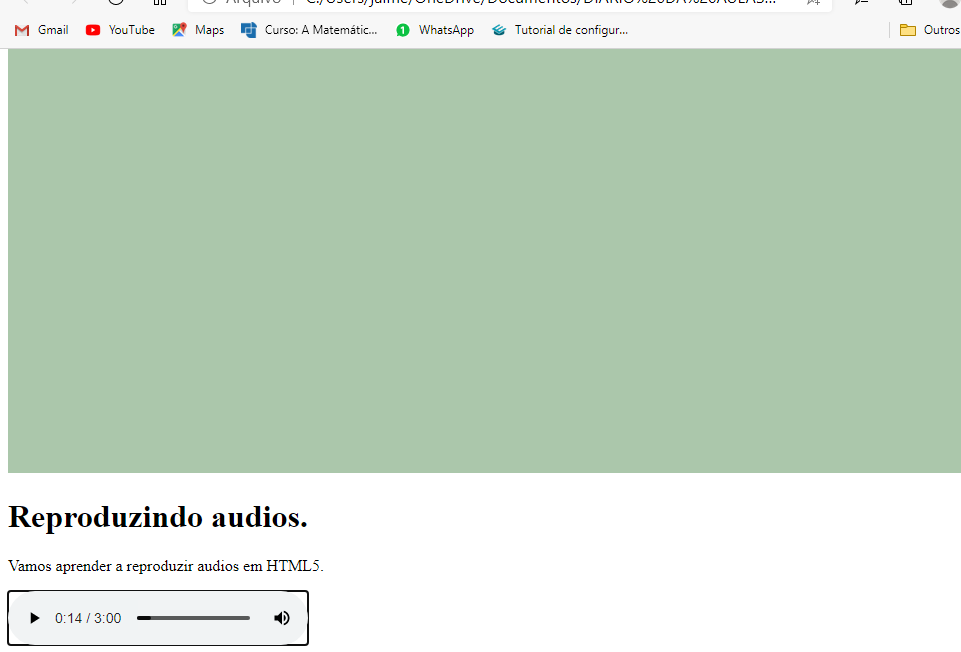 Arquivo | C:/Users/jaime/OneDrive/Documentos/DIARIO%20DA%20AULAS...
Gmail YouTube Maps Curso: A Matemátic... 1 WhatsApp Tutorial de configur... Outros
Reproduzindo audios.
Vamos aprender a reproduzir audios em HTML5.
0:14 / 3:00